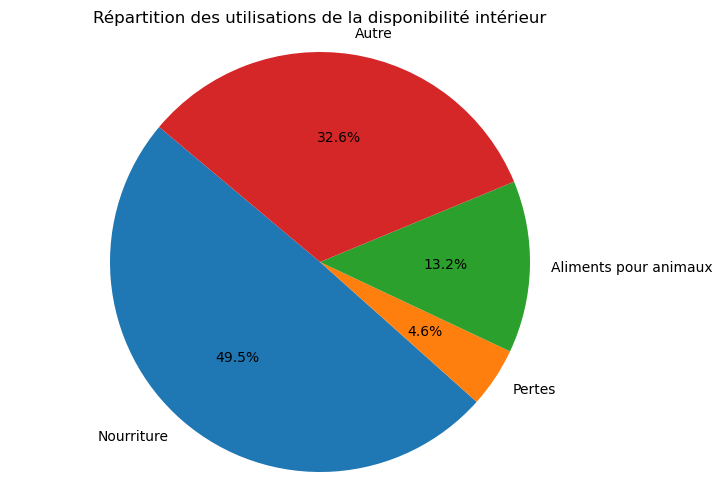 Répartition des utilisations de la disponibilité intérieur
Autre
32.6%
13.2%
Aliments pour animaux
4.6%
49.5%
Pertes
Nourriture